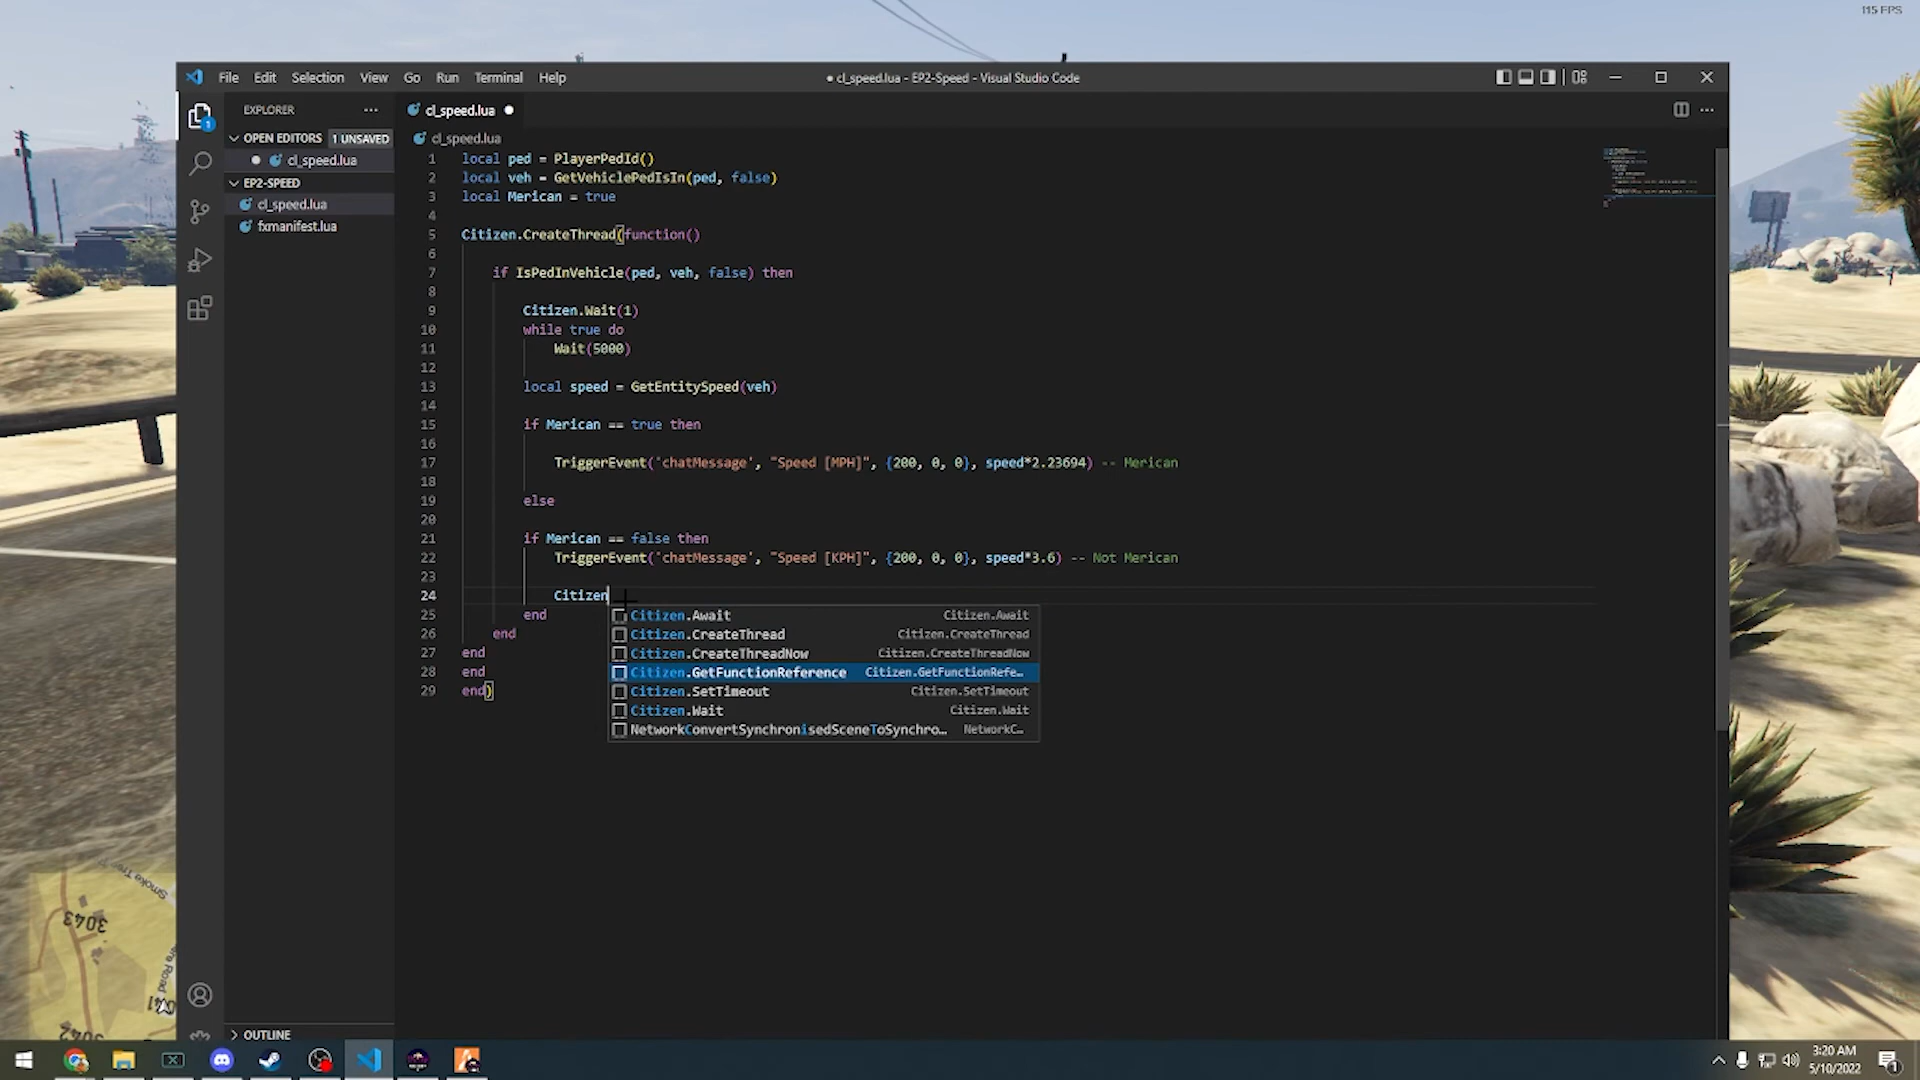 115 FPS
File Edit Selection View Go Run Terminal Help
● cl_speed.lua - EP2-Speed - Visual Studio Code
EXPLORER
cl_speed.lua
OPEN EDITORS 1 UNSAVED
cl_speed.lua
cl_speed.lua
EP2-SPEED
cl_speed.lua
fxmanifest.lua
1 local ped = PlayerPedId()
2 local veh = GetVehiclePedIsIn(ped, false)
3 local Merican = true
4
5 Citizen.CreateThread(function()
6
7 if IsPedInVehicle(ped, veh, false) then
8
9 Citizen.Wait(1)
10 while true do
11 Wait(5000)
12
13 local speed = GetEntitySpeed(veh)
14
15 if Merican == true then
16
17 TriggerEvent('chatMessage', "Speed [MPH]", {200, 0, 0}, speed*2.23694) -- Merican
18
19 else
20
21 if Merican == false then
22 TriggerEvent('chatMessage', "Speed [KPH]", {200, 0, 0}, speed*3.6) -- Not Merican
23
24 Citizen
25 end
26 end
27 end
28 end
29 end)
Citizen.Await Citizen.Await
Citizen.CreateThread Citizen.CreateThread
Citizen.CreateThreadNow Citizen.CreateThreadNow
Citizen.GetFunctionReference Citizen.GetFunctionRefe…
Citizen.SetTimeout Citizen.SetTimeout
Citizen.Wait Citizen.Wait
NetworkConvertSynchronisedSceneToSynchro… NetworkC…
1
OUTLINE
Smoke Tree
3043
3042
3:20 AM
5/10/2022
1